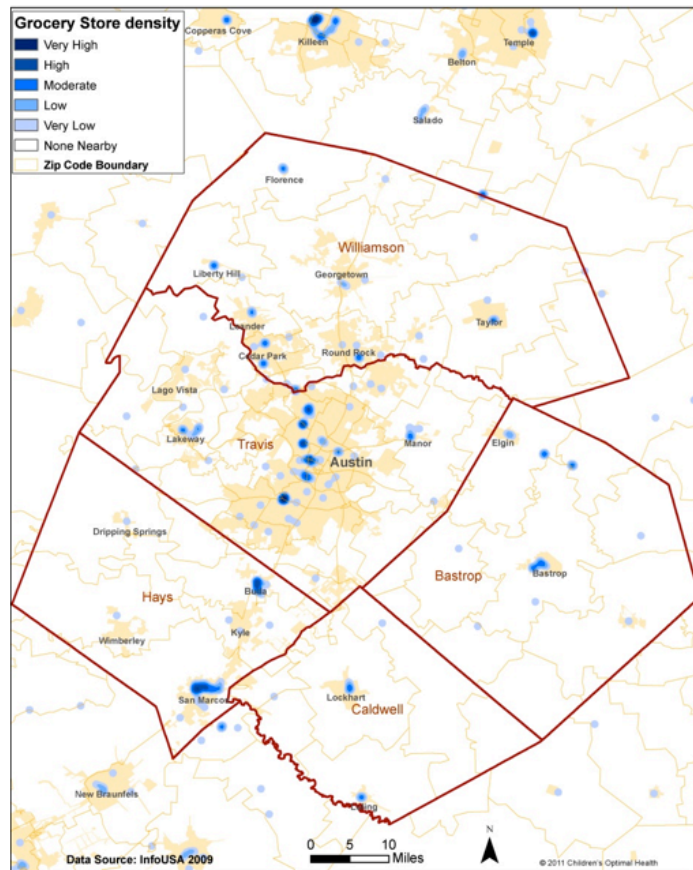 Grocery Store density
Very High
High
Moderate
Low
Very Low
None Nearby
Zip Code Boundary
Copperas Cove
Killeen
Temple
Belton
Salado
Florence
Williamson
Liberty Hill
Georgetown
Leander
Taylor
Cedar Park
Round Rock
Lago Vista
Lakeway
Travis
Manor
Elgin
Austin
Dripping Springs
Bastrop
Bastrop
Hays
Buda
Kyle
Wimberley
San Marcos
Lockhart
Caldwell
New Braunfels
Luling
N
0 5 10
Miles
Data Source: InfoUSA 2009
© 2011 Children's Optimal Health